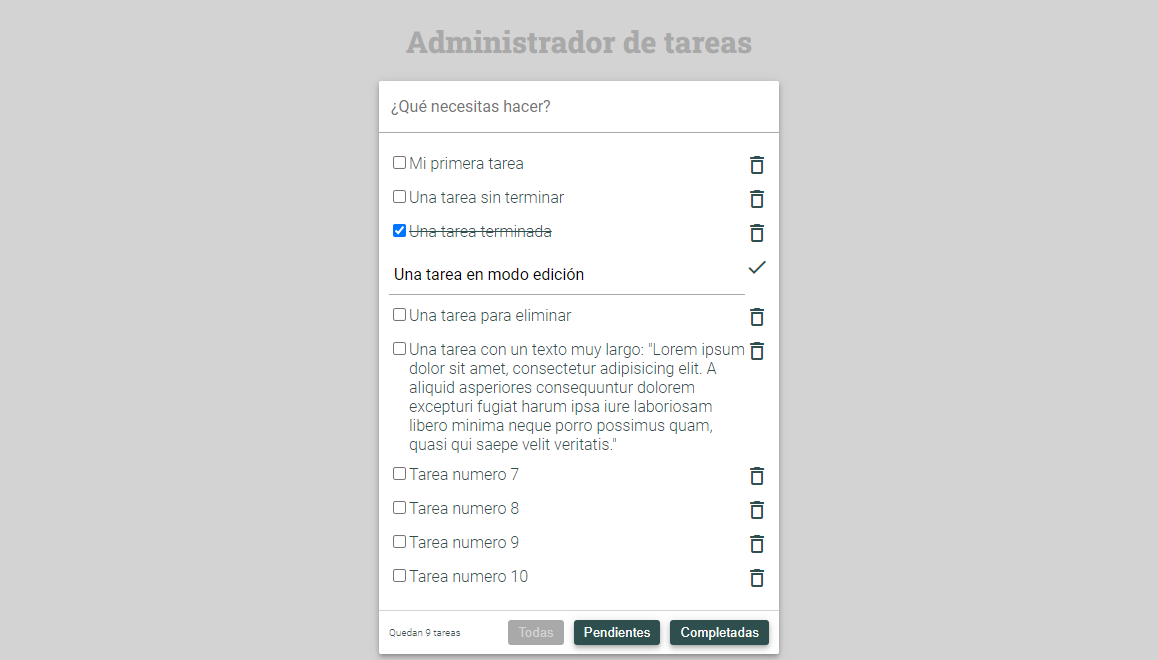 Administrador de tareas
¿Qué necesitas hacer?
Mi primera tarea
Una tarea sin terminar
Una tarea terminada
Una tarea en modo edición
Una tarea para eliminar
Una tarea con un texto muy largo: "Lorem ipsum
dolor sit amet, consectetur adipisicing elit. A
aliquid asperiores consequuntur dolorem
excepturi fugiat harum ipsa iure laboriosam
libero minima neque porro possimus quam,
quasi qui saepe velit veritatis."
Tarea numero 7
Tarea numero 8
Tarea numero 9
Tarea numero 10
Quedan 9 tareas Todas Pendientes Completadas